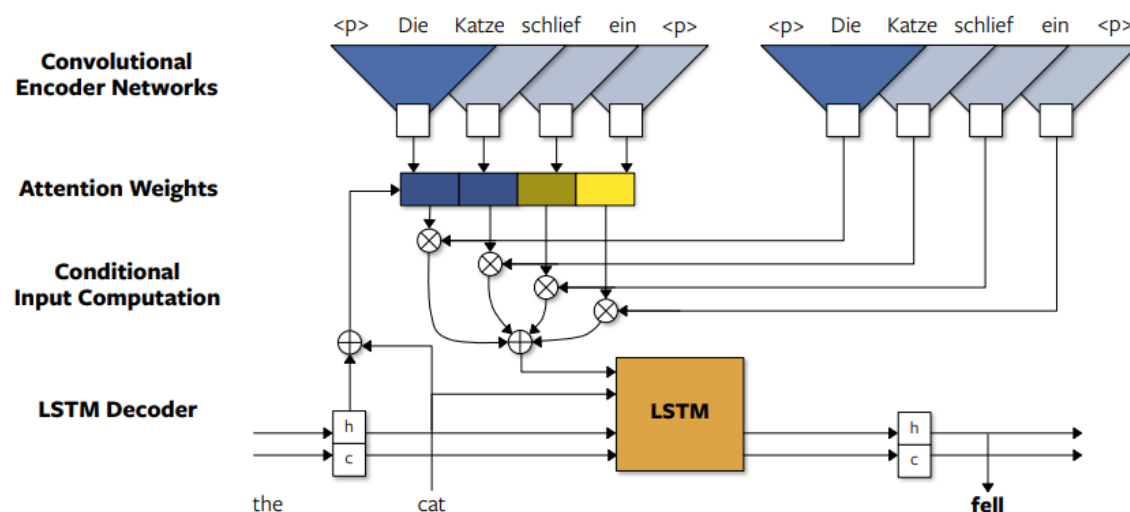 <p> Die Katze schlief ein <p>
<p> Die Katze schlief ein <p>
Convolutional
Encoder Networks
Attention Weights
Conditional
Input Computation
LSTM Decoder
LSTM
h
c
h
c
the
cat
fell